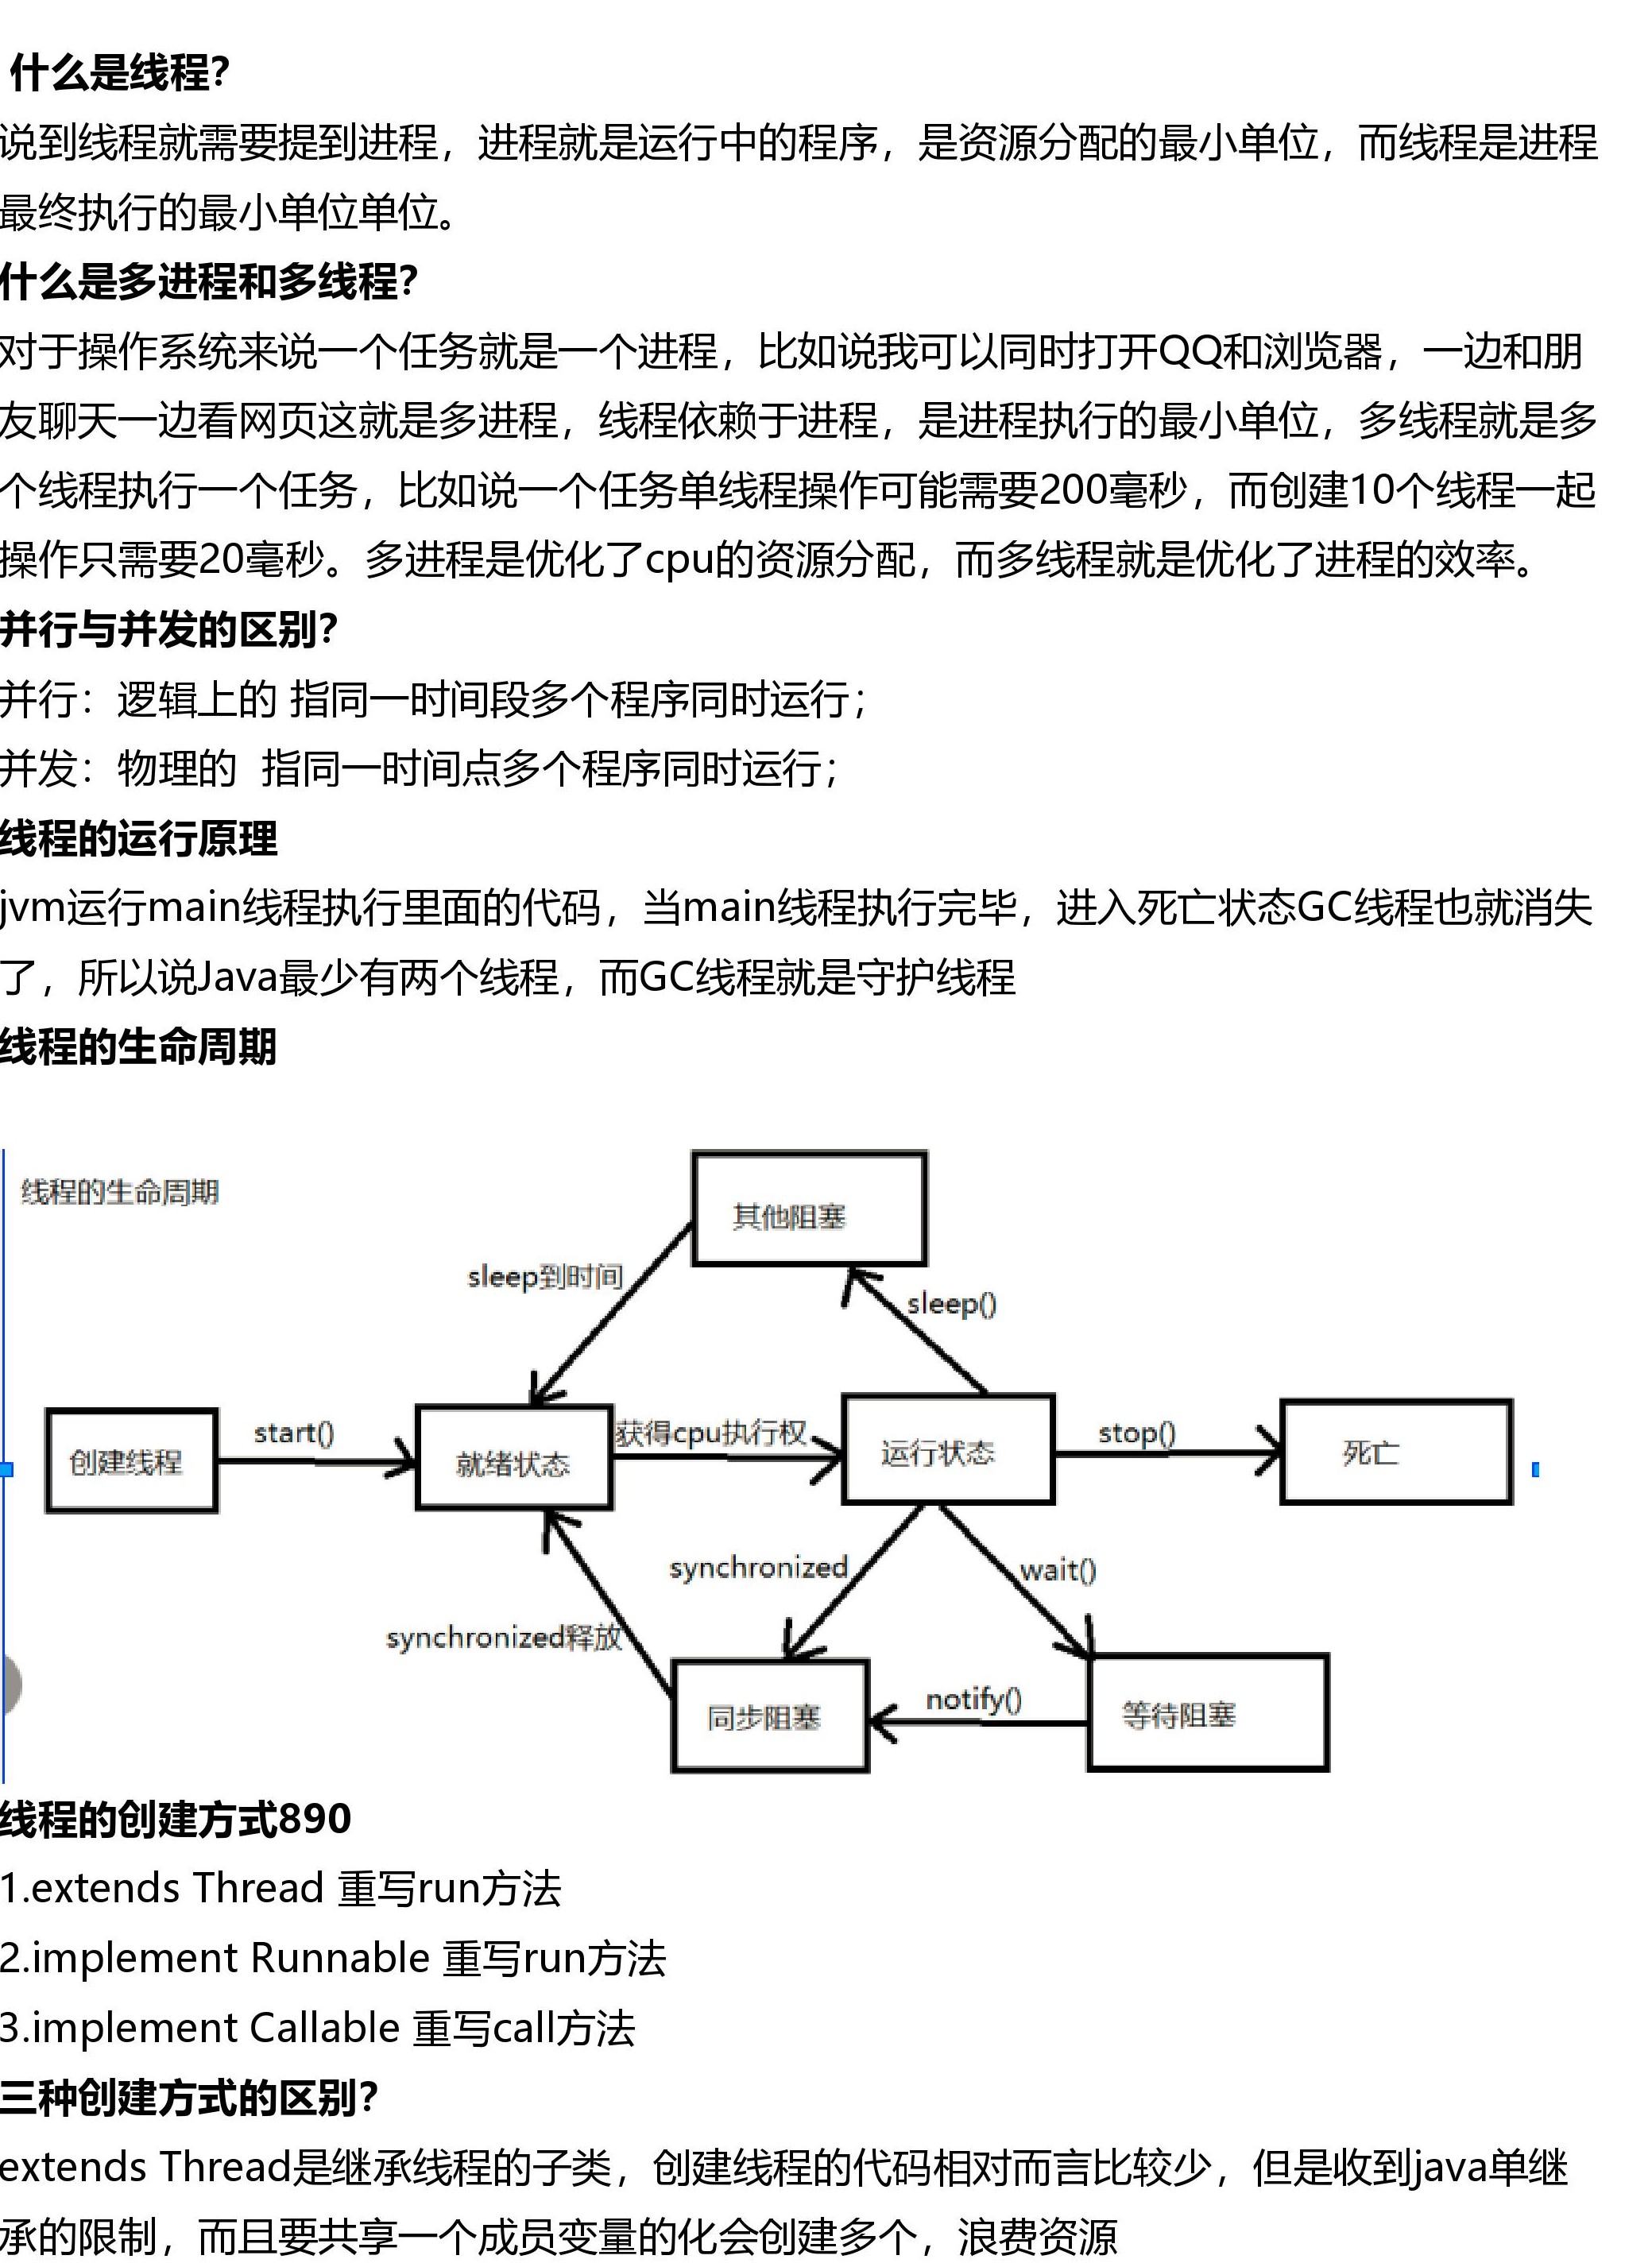 什么是线程？
说到线程就需要提到进程，进程就是运行中的程序，是资源分配的最小单位，而线程是进程
最终执行的最小单位单位。
什么是多进程和多线程？
对于操作系统来说一个任务就是一个进程，比如说我可以同时打开QQ和浏览器，一边和朋
友聊天一边看网页这就是多进程，线程依赖于进程，是进程执行的最小单位，多线程就是多
个线程执行一个任务，比如说一个任务单线程操作可能需要200毫秒，而创建10个线程一起
操作只需要20毫秒。多进程是优化了cpu的资源分配，而多线程就是优化了进程的效率。
并行与并发的区别？
并行：逻辑上的 指同一时间段多个程序同时运行；
并发：物理的  指同一时间点多个程序同时运行；
线程的运行原理
jvm运行main线程执行里面的代码，当main线程执行完毕，进入死亡状态GC线程也就消失
了，所以说Java最少有两个线程，而GC线程就是守护线程
线程的生命周期
线程的生命周期
其他阻塞
sleep到时间
sleep()
创建线程
start()
就绪状态
获得cpu执行权
运行状态
stop()
死亡
synchronized
wait()
synchronized释放
同步阻塞
notify()
等待阻塞
线程的创建方式890
1.extends Thread 重写run方法
2.implement Runnable 重写run方法
3.implement Callable 重写call方法
三种创建方式的区别？
extends Thread是继承线程的子类，创建线程的代码相对而言比较少，但是收到java单继
承的限制，而且要共享一个成员变量的化会创建多个，浪费资源